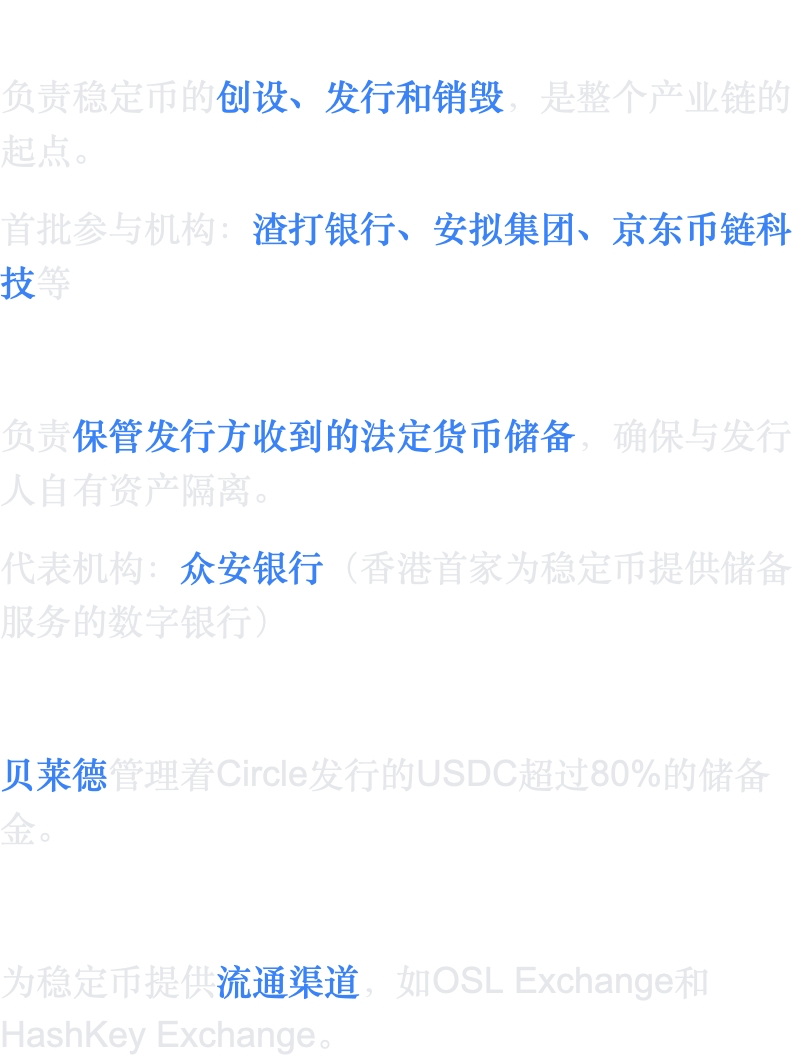 负责稳定币的创设、发行和销毁，是整个产业链的
起点。
首批参与机构：渣打银行、安拟集团、京东币链科
技等
负责保管发行方收到的法定货币储备，确保与发行
人自有资产隔离。
代表机构：众安银行（香港首家为稳定币提供储备
服务的数字银行）
贝莱德管理着Circle发行的USDC超过80%的储备
金。
为稳定币提供流通渠道，如OSL Exchange和
HashKey Exchange。